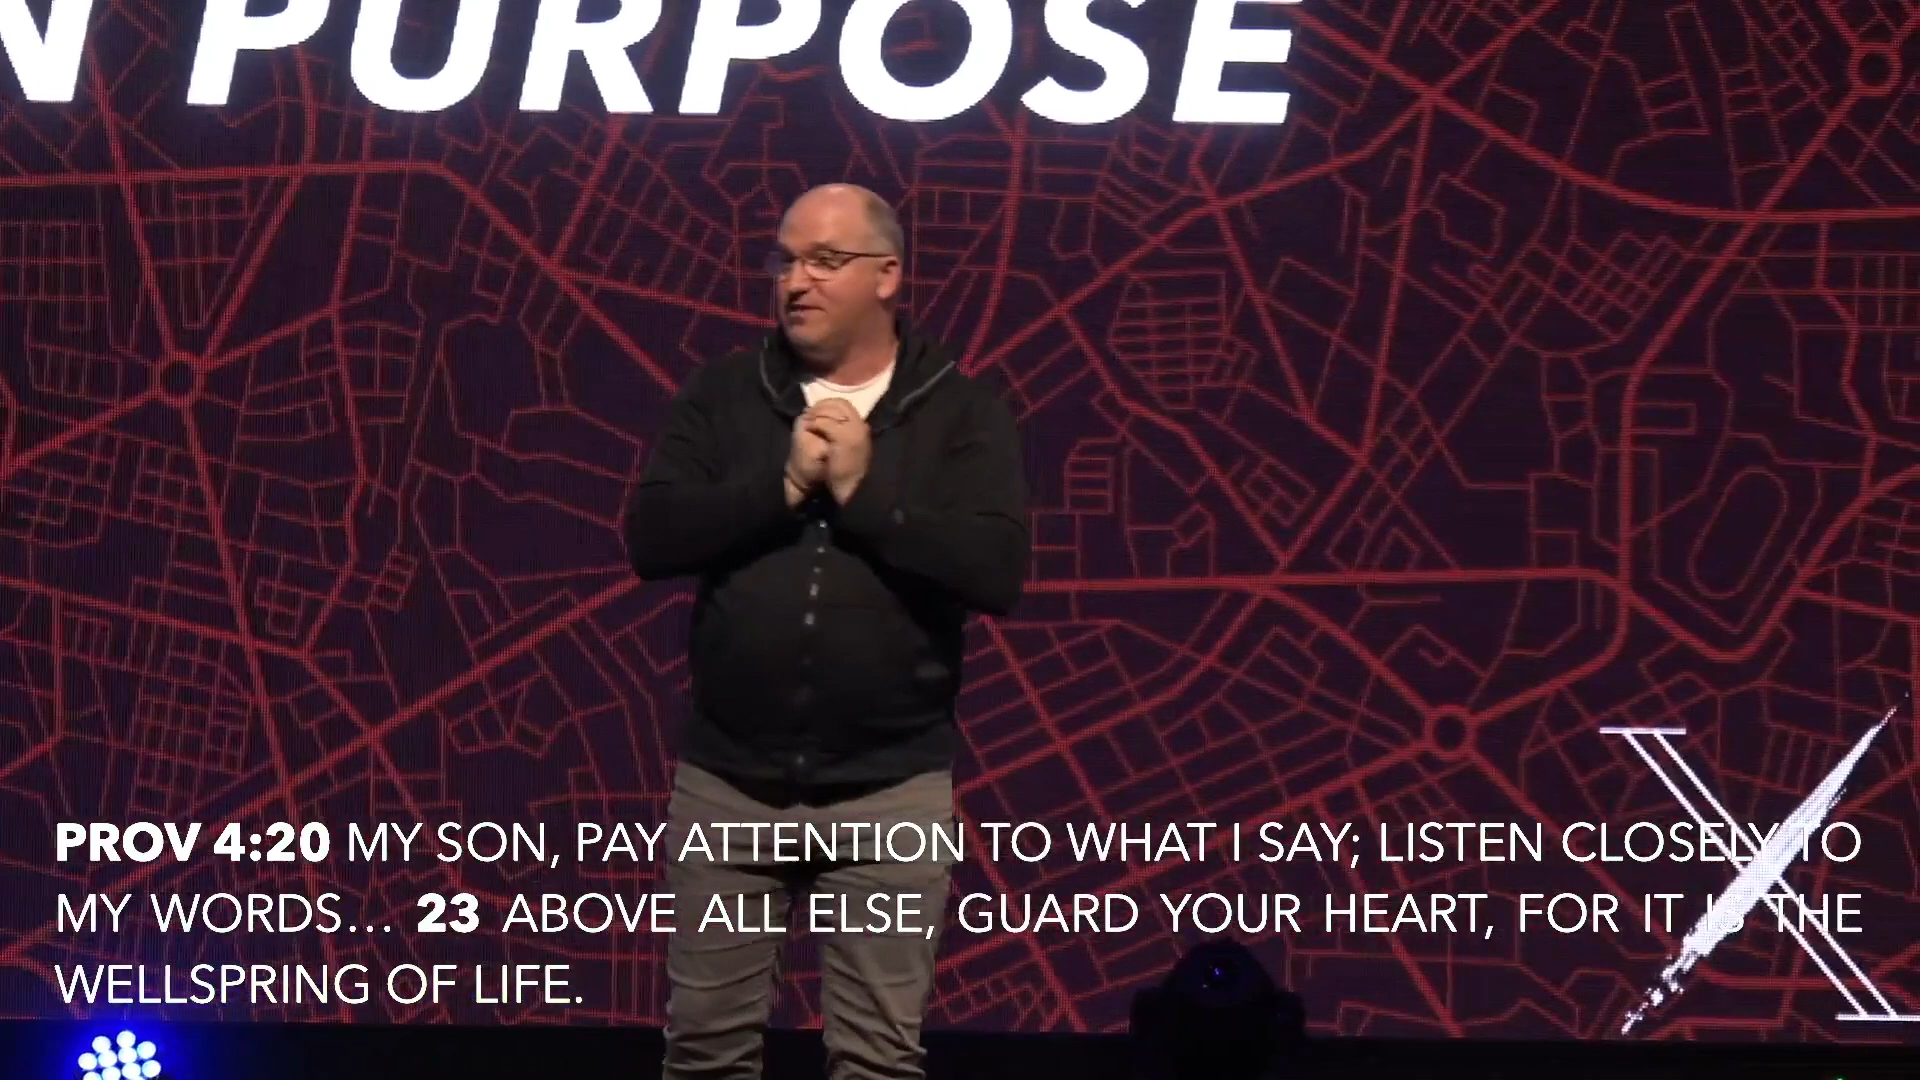 N PURPOSE
PROV 4:20 MY SON, PAY ATTENTION TO WHAT I SAY; LISTEN CLOSELY TO
MY WORDS... 23 ABOVE ALL ELSE, GUARD YOUR HEART, FOR IT IS THE
WELLSPRING OF LIFE.
X